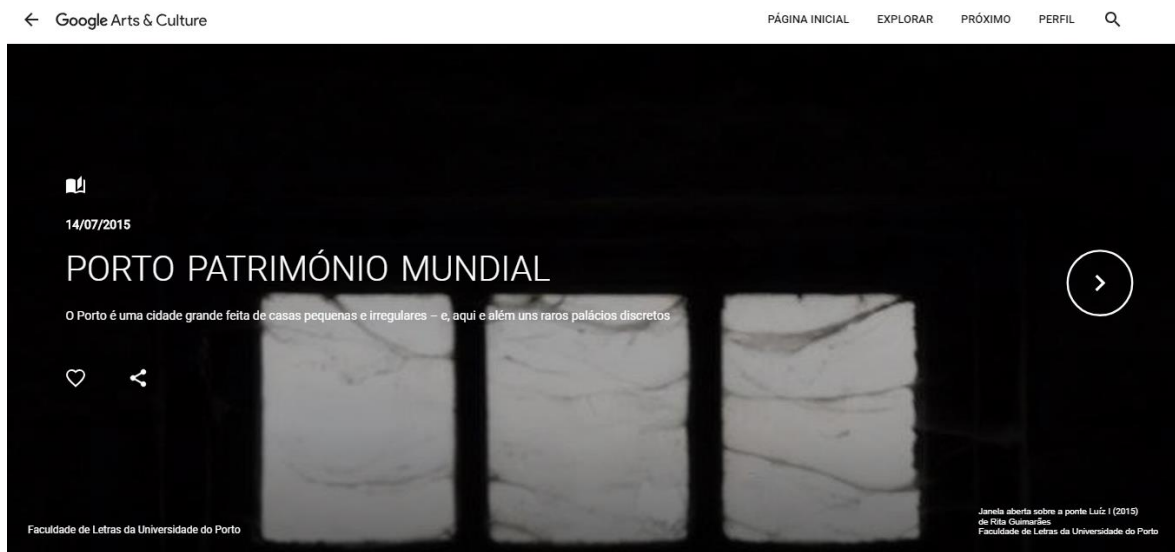 Google Arts & Culture
PÁGINA INICIAL EXPLORAR PRÓXIMO PERFIL
14/07/2015
PORTO PATRIMÓNIO MUNDIAL
O Porto é uma cidade grande feita de casas pequenas e irregulares – e, aqui e além uns raros palácios discretos
Faculdade de Letras da Universidade do Porto
Janela aberta sobre a ponte Luíz I (2015)
de Rita Guimarães
Faculdade de Letras da Universidade do Porto